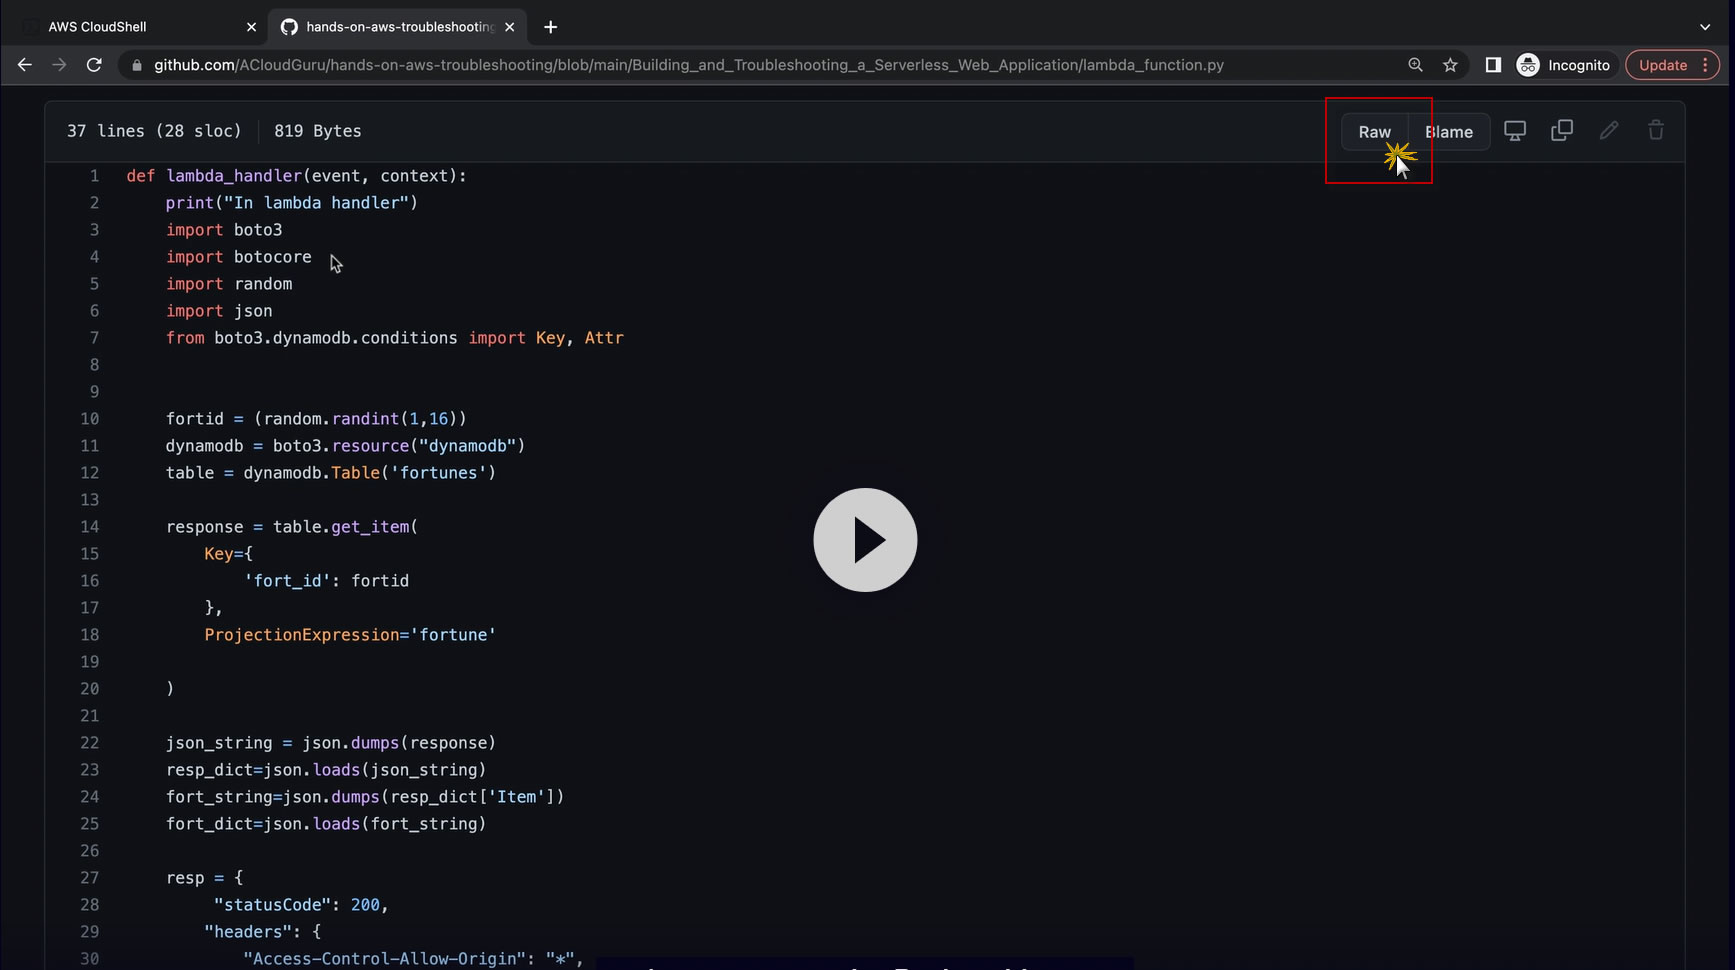 AWS CloudShell
hands-on-aws-troubleshooting
github.com/ACloudGuru/hands-on-aws-troubleshooting/blob/main/Building_and_Troubleshooting_a_Serverless_Web_Application/lambda_function.py
Incognito
Update
37 lines (28 sloc) 819 Bytes
Raw
Blame
1 def lambda_handler(event, context):
2 print("In lambda handler")
3 import boto3
4 import botocore
5 import random
6 import json
7 from boto3.dynamodb.conditions import Key, Attr
8
9
10 fortid = (random.randint(1,16))
11 dynamodb = boto3.resource("dynamodb")
12 table = dynamodb.Table('fortunes')
13
14 response = table.get_item(
15 Key={
16 'fort_id': fortid
17 },
18 ProjectionExpression='fortune'
19
20 )
21
22 json_string = json.dumps(response)
23 resp_dict=json.loads(json_string)
24 fort_string=json.dumps(resp_dict['Item'])
25 fort_dict=json.loads(fort_string)
26
27 resp = {
28 "statusCode": 200,
29 "headers": {
30 "Access-Control-Allow-Origin": "*",